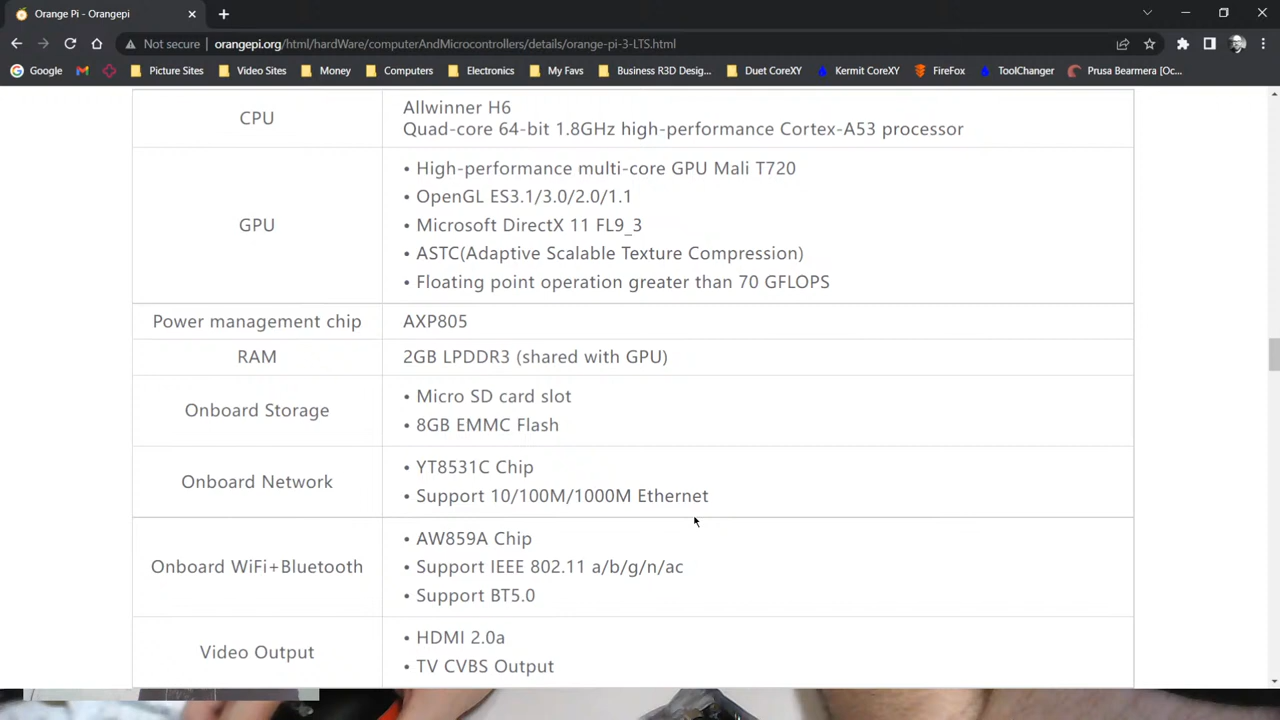 Orange Pi - Orangepi
Not secure orangepi.org/html/hardWare/computerAndMicrocontrollers/details/orange-pi-3-LTS.html
Google Picture Sites Video Sites Money Computers Electronics My Favs Business R3D Desig... Duet CoreXY Kermit CoreXY FireFox ToolChanger Prusa Bearmera [Oc...
CPU
Allwinner H6
Quad-core 64-bit 1.8GHz high-performance Cortex-A53 processor
GPU
• High-performance multi-core GPU Mali T720
• OpenGL ES3.1/3.0/2.0/1.1
• Microsoft DirectX 11 FL9_3
• ASTC(Adaptive Scalable Texture Compression)
• Floating point operation greater than 70 GFLOPS
Power management chip
AXP805
RAM
2GB LPDDR3 (shared with GPU)
Onboard Storage
• Micro SD card slot
• 8GB EMMC Flash
Onboard Network
• YT8531C Chip
• Support 10/100M/1000M Ethernet
Onboard WiFi+Bluetooth
• AW859A Chip
• Support IEEE 802.11 a/b/g/n/ac
• Support BT5.0
Video Output
• HDMI 2.0a
• TV CVBS Output